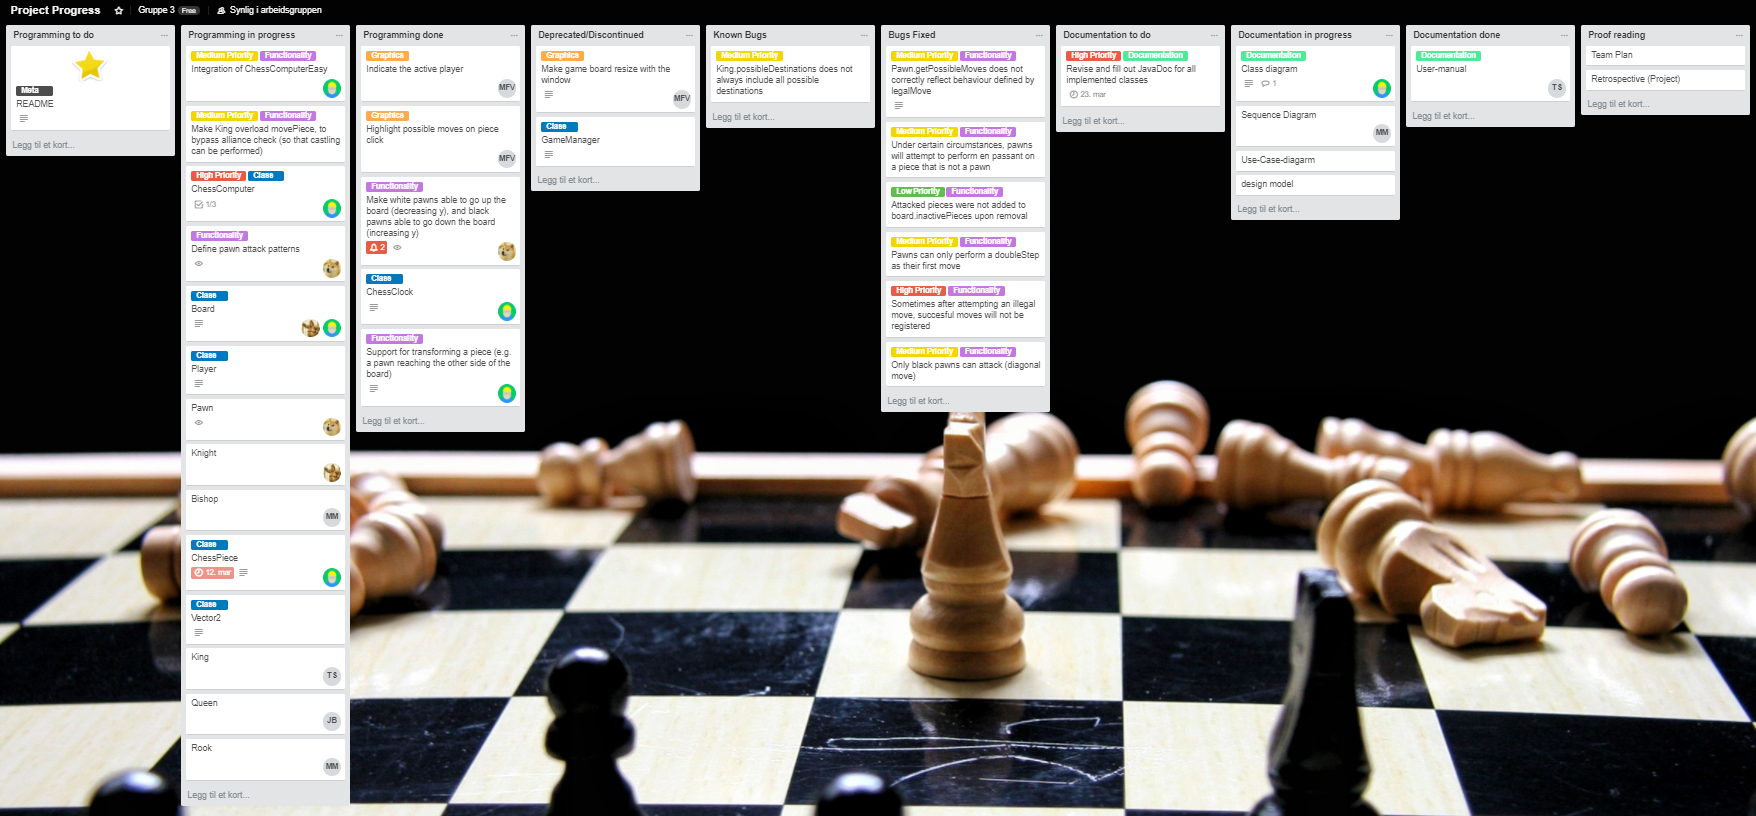 Project Progress
Gruppe 3 Free
Synlig i arbeidsgruppen
Programming to do
Meta
README
Legg til et kort...
Programming in progress
Medium Priority Functionality
Integration of ChessComputerEasy
Medium Priority Functionality
Make King overload movePiece, to
bypass alliance check (so that castling
can be performed)
High Priority Class
ChessComputer
1/3
Functionality
Define pawn attack patterns
Class
Board
Class
Player
Pawn
Knight
Bishop
MM
Class
ChessPiece
12. mar
Class
Vector2
King
TS
Queen
JB
Rook
MM
Legg til et kort...
Programming done
Graphics
Indicate the active player
MFV
Graphics
Highlight possible moves on piece
click
MFV
Functionality
Make white pawns able to go up the
board (decreasing y), and black
pawns able to go down the board
(increasing y)
2
Class
ChessClock
Functionality
Support for transforming a piece (e.g.
a pawn reaching the other side of the
board)
Legg til et kort...
Deprecated/Discontinued
Graphics
Make game board resize with the
window
MFV
Class
GameManager
Legg til et kort...
Known Bugs
Medium Priority
King.possibleDestinations does not
always include all possible
destinations
Legg til et kort...
Bugs Fixed
Medium Priority Functionality
Pawn.getPossibleMoves does not
correctly reflect behaviour defined by
legalMove
Medium Priority Functionality
Under certain circumstances, pawns
will attempt to perform en passant on
a piece that is not a pawn
Low Priority Functionality
Attacked pieces were not added to
board.inactivePieces upon removal
Medium Priority Functionality
Pawns can only perform a doubleStep
as their first move
High Priority Functionality
Sometimes after attempting an illegal
move, succesful moves will not be
registered
Medium Priority Functionality
Only black pawns can attack (diagonal
move)
Legg til et kort...
Documentation to do
High Priority Documentation
Revise and fill out JavaDoc for all
implemented classes
23. mar
Legg til et kort...
Documentation in progress
Documentation
Class diagram
1
Sequence Diagram
MM
Use-Case-diagarm
design model
Legg til et kort...
Documentation done
Documentation
User-manual
TS
Legg til et kort...
Proof reading
Team Plan
Retrospective (Project)
Legg til et kort...